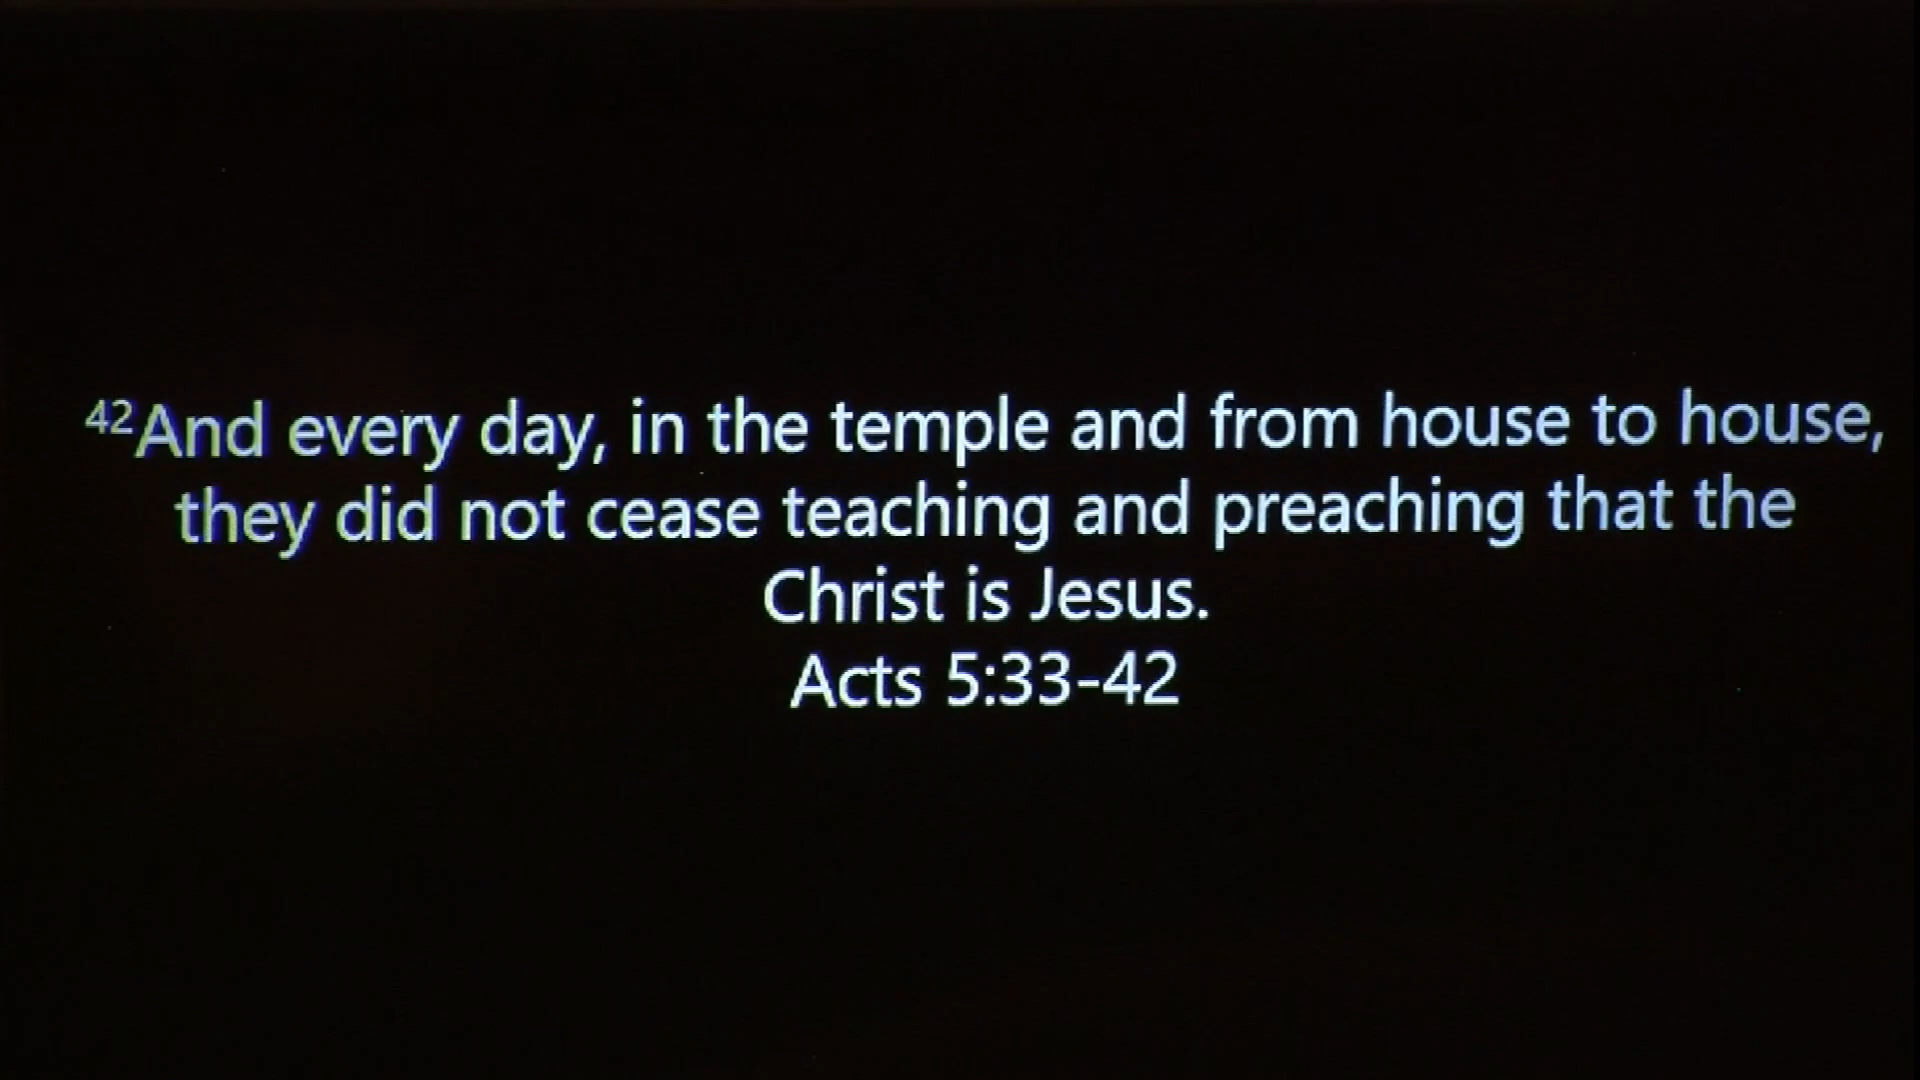 42And every day, in the temple and from house to house,
they did not cease teaching and preaching that the
Christ is Jesus.
Acts 5:33-42